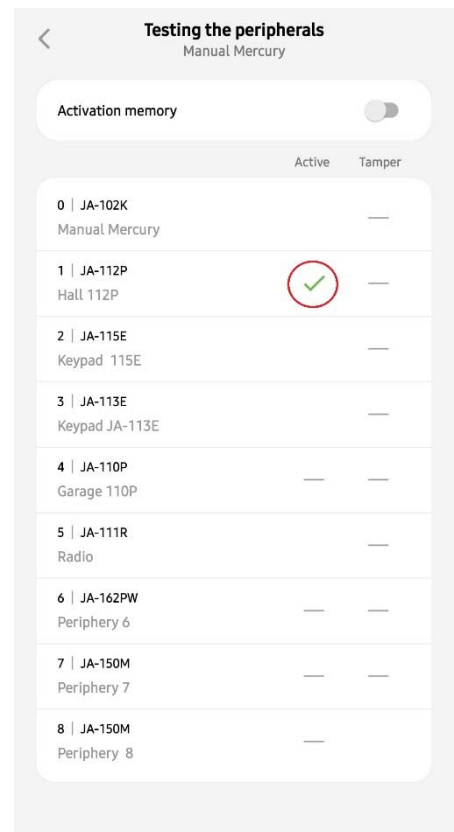 Testing the peripherals
Manual Mercury
Activation memory
Active Tamper
0 | JA-102K
Manual Mercury
1 | JA-112P
Hall 112P
2 | JA-115E
Keypad 115E
3 | JA-113E
Keypad JA-113E
4 | JA-110P
Garage 110P
5 | JA-111R
Radio
6 | JA-162PW
Periphery 6
7 | JA-150M
Periphery 7
8 | JA-150M
Periphery 8